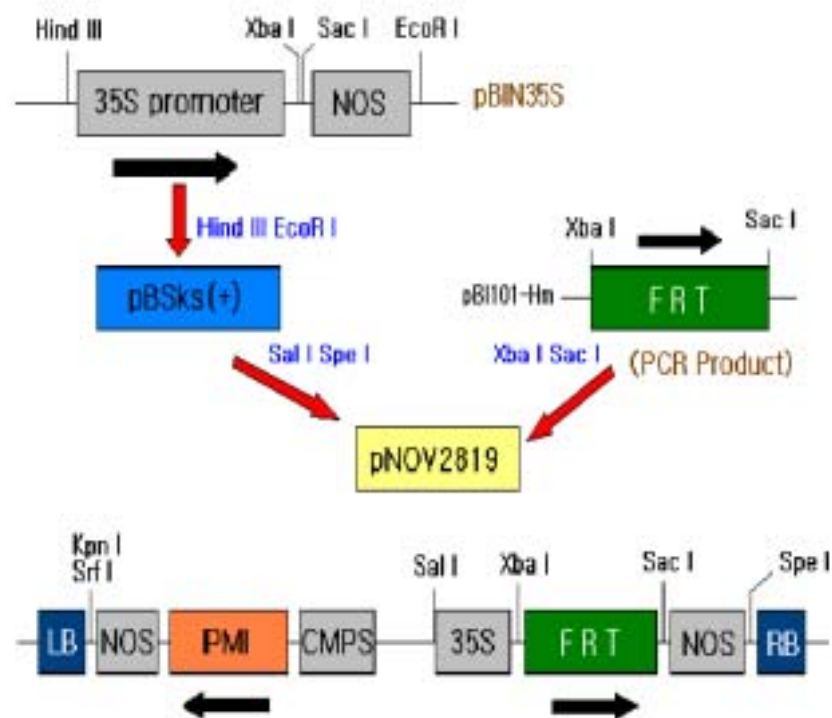 Hind III Xba I Sac I EcoR I
35S promoter NOS pBIN35S
Hind III EcoR I
Xba I Sac I
pBSks(+) pBI101-Hm FRT
Sal I Spe I Xba I Sac I (PCR Product)
pNOV2819
Kpn I
Srf I Sal I Xba I Sac I Spe I
LB NOS PMI CMPS 35S FRT NOS RB